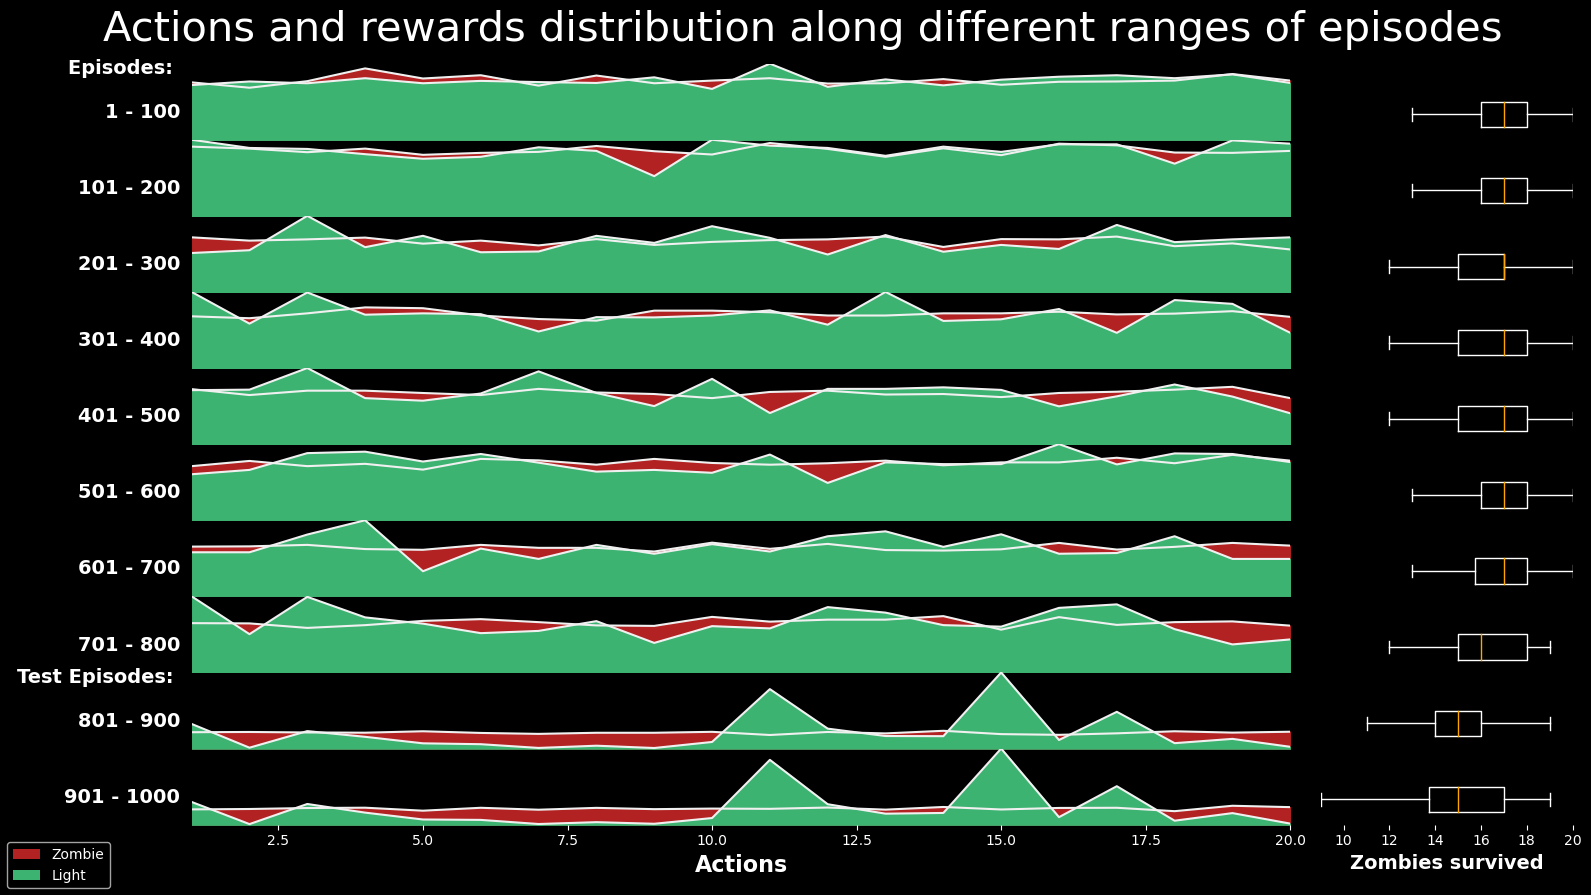 Actions and rewards distribution along different ranges of episodes
Episodes:
1 - 100
101 - 200
201 - 300
301 - 400
401 - 500
501 - 600
601 - 700
701 - 800
Test Episodes:
801 - 900
901 - 1000
2.5 5.0 7.5 10.0 12.5 15.0 17.5 20.0
Actions
10 12 14 16 18 20
Zombies survived
Zombie
Light